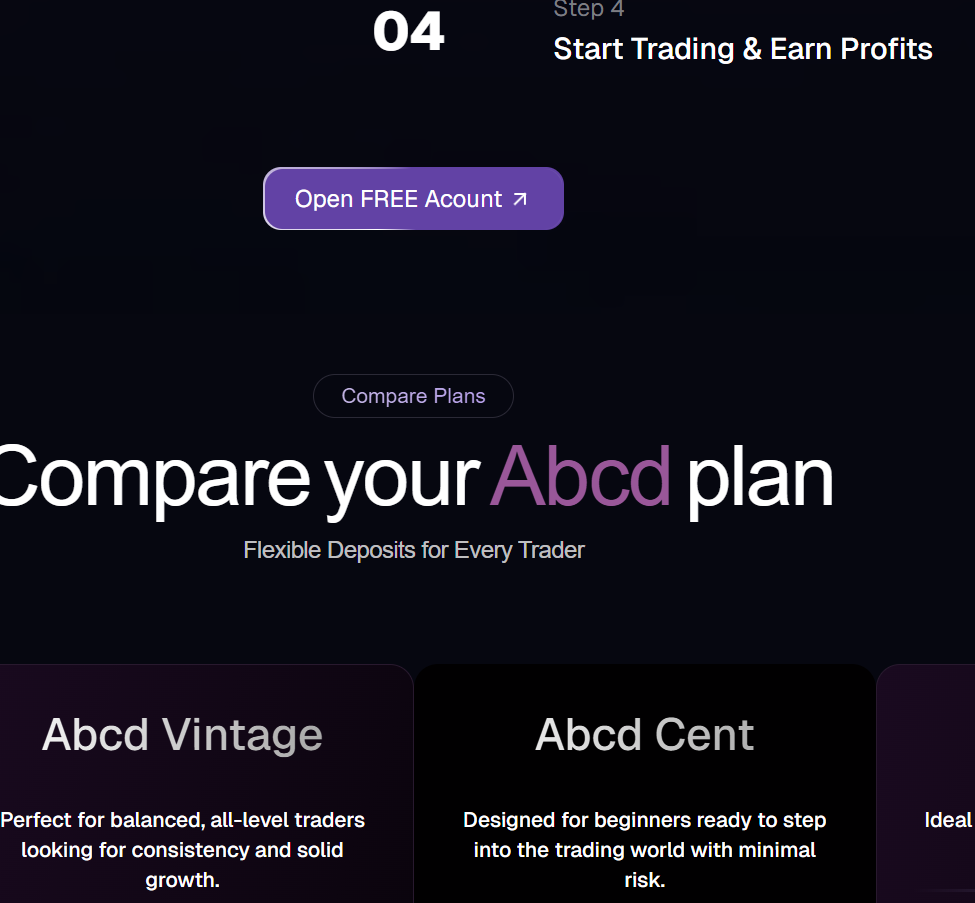 Step 4
04
Start Trading & Earn Profits
Open FREE Acount
Compare Plans
Compare your Abcd plan
Flexible Deposits for Every Trader
Abcd Vintage
Perfect for balanced, all-level traders
looking for consistency and solid
growth.
Abcd Cent
Designed for beginners ready to step
into the trading world with minimal
risk.
Ideal